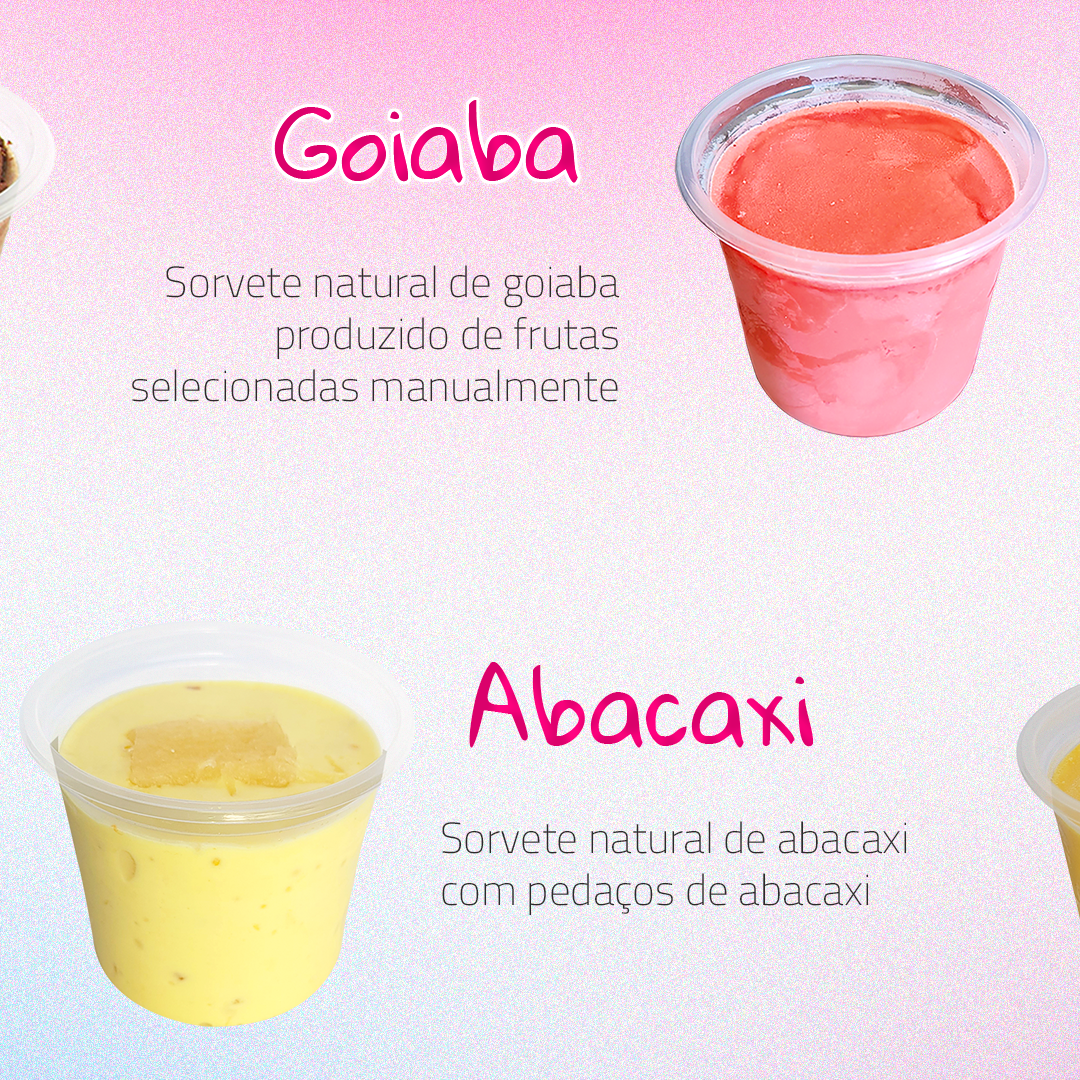 Goiaba
Sorvete natural de goiaba
produzido de frutas
selecionadas manualmente
Abacaxi
Sorvete natural de abacaxi
com pedaços de abacaxi